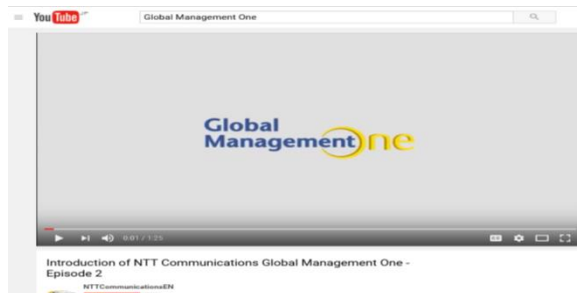 YouTube
Global Management One
Global
Management One
0:01 / 1:25
Introduction of NTT Communications Global Management One -
Episode 2
NTTCommunicationsEN